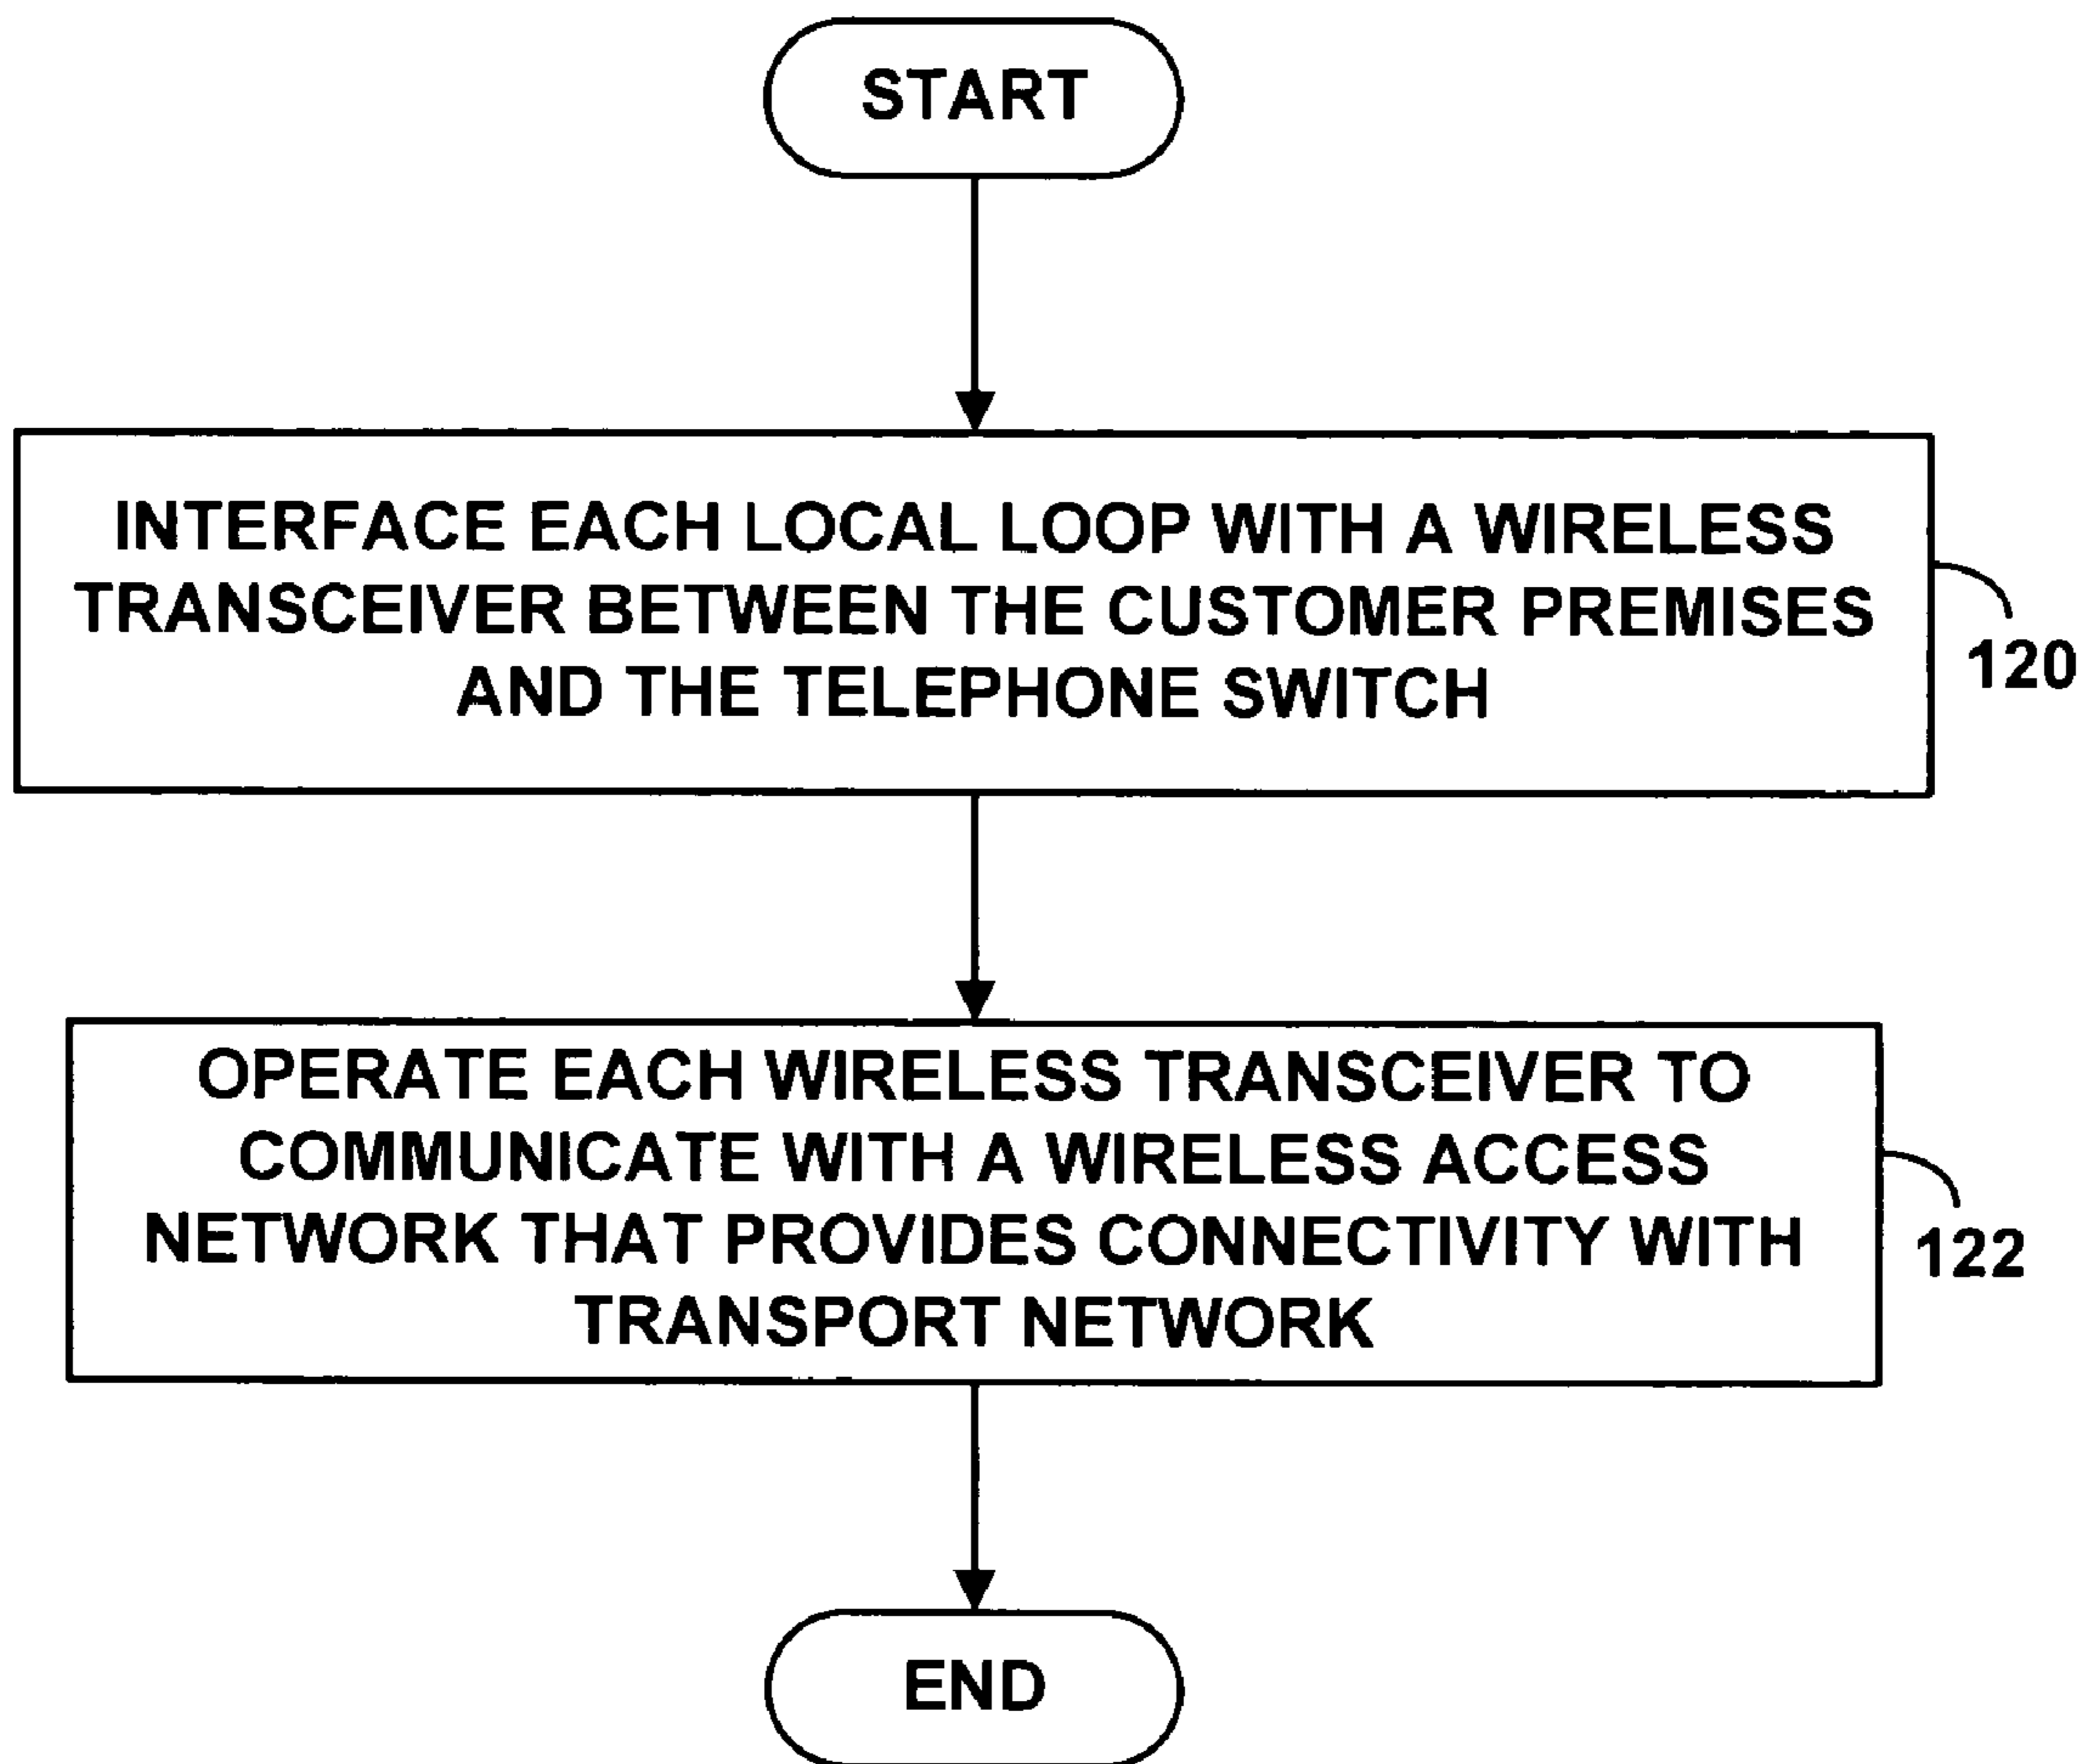 START
INTERFACE EACH LOCAL LOOP WITH A WIRELESS
TRANSCEIVER BETWEEN THE CUSTOMER PREMISES
AND THE TELEPHONE SWITCH
120
OPERATE EACH WIRELESS TRANSCEIVER TO
COMMUNICATE WITH A WIRELESS ACCESS
NETWORK THAT PROVIDES CONNECTIVITY WITH
TRANSPORT NETWORK
122
END